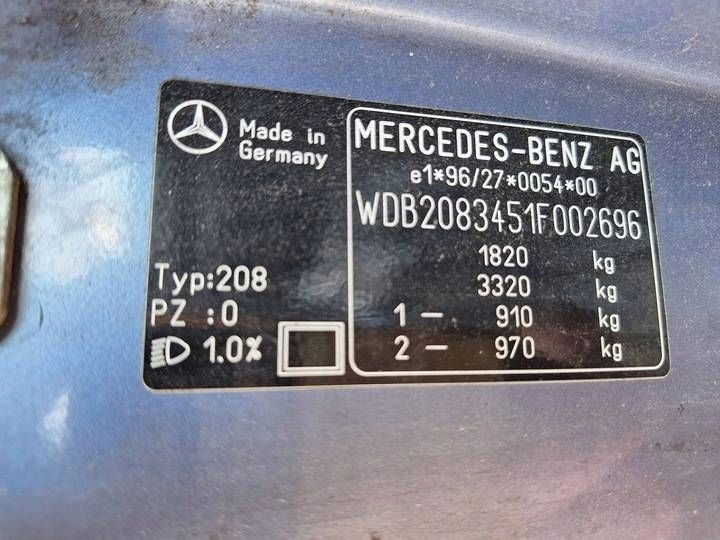 Made in
Germany
MERCEDES-BENZ AG
e1*96/27*0054*00
WDB2083451F002696
1820 kg
3320 kg
1 – 910 kg
2 – 970 kg
Typ:208
PZ :0
1.0%